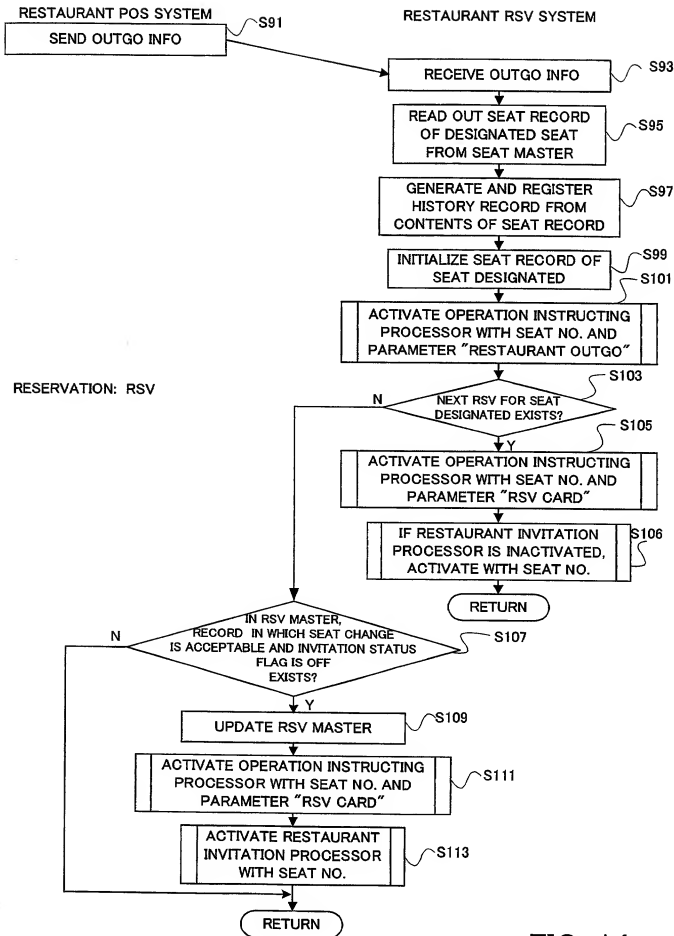 RESTAURANT POS SYSTEM
RESTAURANT RSV SYSTEM
SEND OUTGO INFO
S91
RECEIVE OUTGO INFO
S93
READ OUT SEAT RECORD
OF DESIGNATED SEAT
FROM SEAT MASTER
S95
GENERATE AND REGISTER
HISTORY RECORD FROM
CONTENTS OF SEAT RECORD
S97
INITIALIZE SEAT RECORD OF
SEAT DESIGNATED
S99
S101
ACTIVATE OPERATION INSTRUCTING
PROCESSOR WITH SEAT NO. AND
PARAMETER "RESTAURANT OUTGO"
RESERVATION: RSV
S103
N
NEXT RSV FOR SEAT
DESIGNATED EXISTS?
Y
S105
ACTIVATE OPERATION INSTRUCTING
PROCESSOR WITH SEAT NO. AND
PARAMETER "RSV CARD"
IF RESTAURANT INVITATION
PROCESSOR IS INACTIVATED,
ACTIVATE WITH SEAT NO.
S106
RETURN
N
IN RSV MASTER,
RECORD IN WHICH SEAT CHANGE
IS ACCEPTABLE AND INVITATION STATUS
FLAG IS OFF
EXISTS?
S107
Y
UPDATE RSV MASTER
S109
ACTIVATE OPERATION INSTRUCTING
PROCESSOR WITH SEAT NO. AND
PARAMETER "RSV CARD"
S111
ACTIVATE RESTAURANT
INVITATION PROCESSOR
WITH SEAT NO.
S113
RETURN